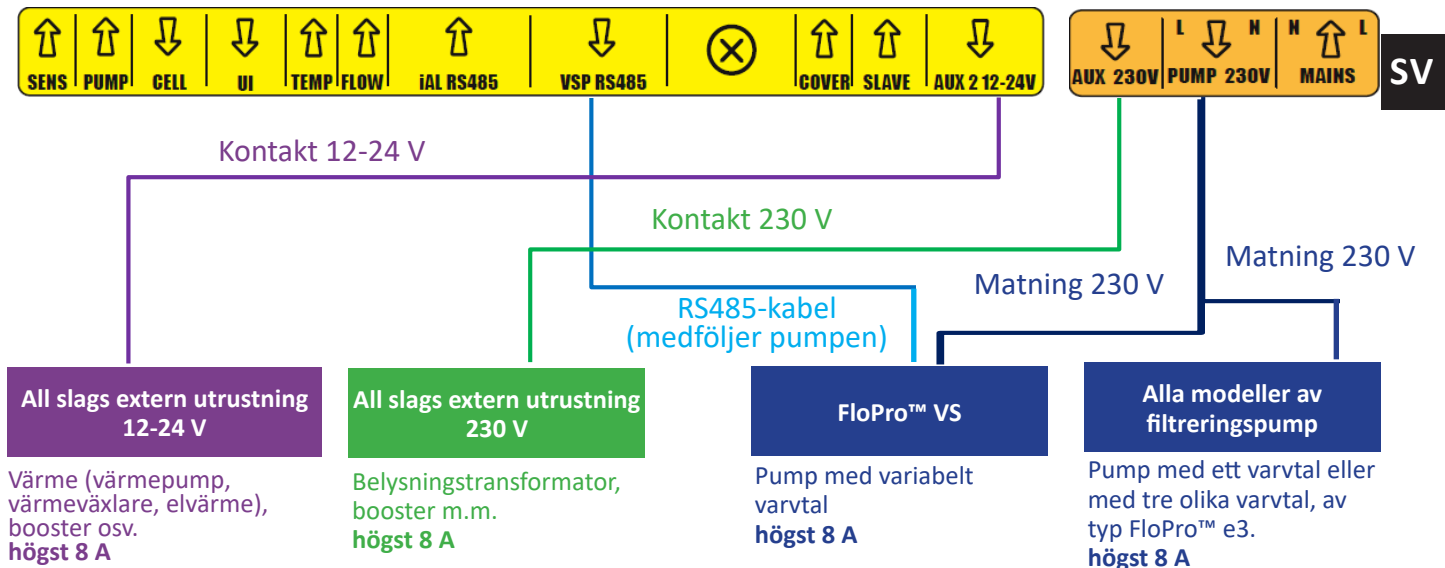 SENS PUMP CELL UI TEMP FLOW iAL RS485 VSP RS485 COVER SLAVE AUX 2 12-24V
L N N L
AUX 230V PUMP 230V MAINS
SV
Kontakt 12-24 V
Kontakt 230 V
Matning 230 V
Matning 230 V
RS485-kabel
(medföljer pumpen)
All slags extern utrustning
12-24 V
Värme (värmepump,
värmeväxlare, elvärme),
booster osv.
högst 8 A
All slags extern utrustning
230 V
Belysningstransformator,
booster m.m.
högst 8 A
FloPro™ VS
Pump med variabelt
varvtal
högst 8 A
Alla modeller av
filtreringspump
Pump med ett varvtal eller
med tre olika varvtal, av
typ FloPro™ e3.
högst 8 A